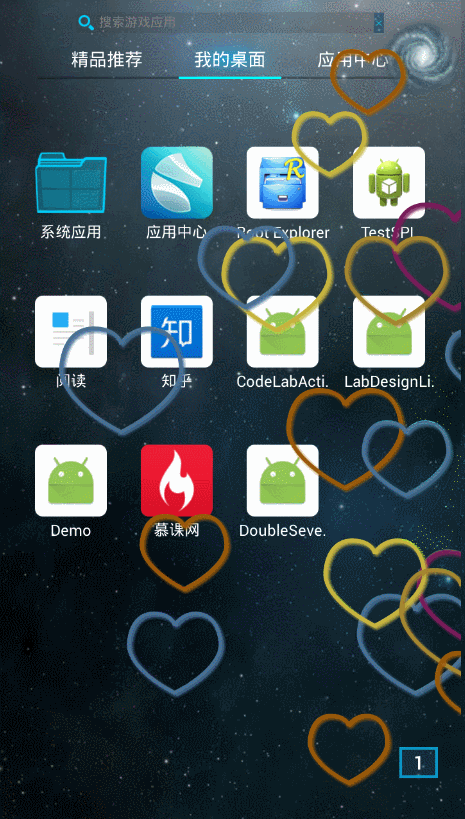 搜索游戏应用
精品推荐 我的桌面 应用中心
R
系统应用 应用中心 Root Explorer TestSPI
知
阅读 知乎 CodeLabActi. LabDesignLi.
Demo 慕课网 DoubleSeve.
1